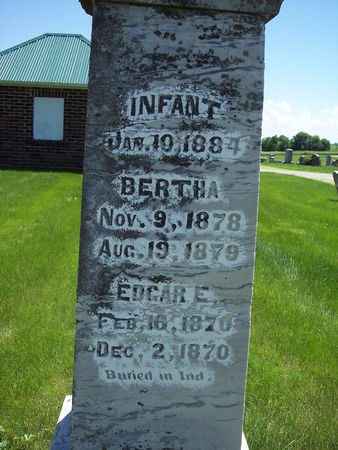 INFANT
JAN. 19, 1884
BERTHA
NOV. 9, 1878
AUG. 19, 1879
EDGAR E.
FEB. 16, 1870
DEC. 2, 1870
Buried in Ind.